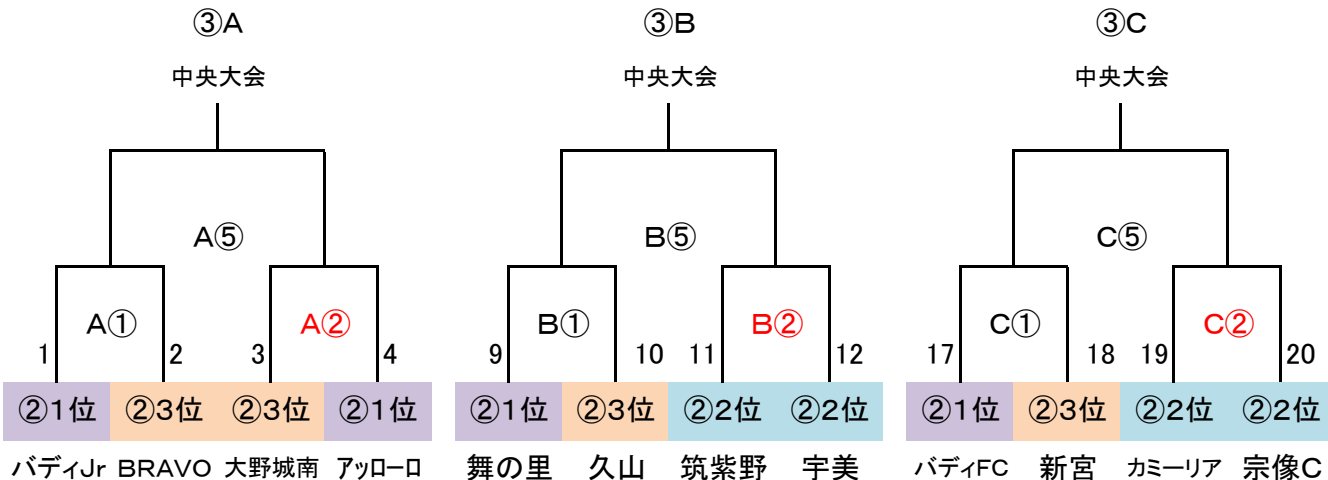 ③A ③B ③C
中央大会 中央大会 中央大会
A⑤ B⑤ C⑤
A① A② B① B② C① C②
1 2 3 4 9 10 11 12 17 18 19 20
②1位 ②3位 ②3位 ②1位 ②1位 ②3位 ②2位 ②2位 ②1位 ②3位 ②2位 ②2位
バディJr BRAVO 大野城南 アッローロ 舞の里 久山 筑紫野 宇美 バディFC 新宮 カミーリア 宗像C